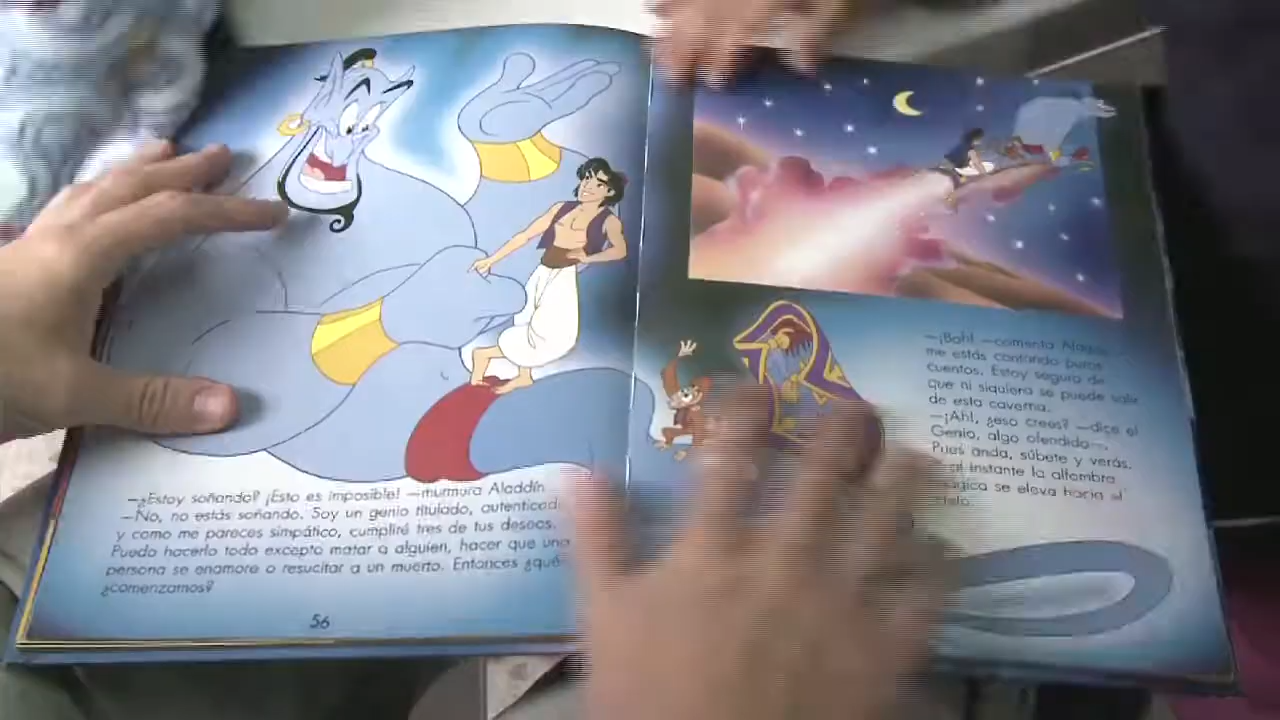 —¿Estoy soñando? ¡Esto es imposible! —murmura Aladdín
—No, no estás soñando. Soy un genio titulado,
y como me pareces simpático, cumpliré tres de tus deseos.
Puedo hacerlo todo excepto matar a alguien, hacer que una
persona se enamore o resucitar a un muerto. Entonces ¿qué
¿comenzamos?
56
—¡Bah! —comenta
me estás contando puros
cuentos. Estoy seguro de
que ni siquiera se puede salir
de esta caverna.
—¡Ah!, ¿eso crees? —dice el
Genio, algo ofendido—.
Pues anda, súbete y verás.
al instante la alfombra
mágica se eleva hacia el
cielo.